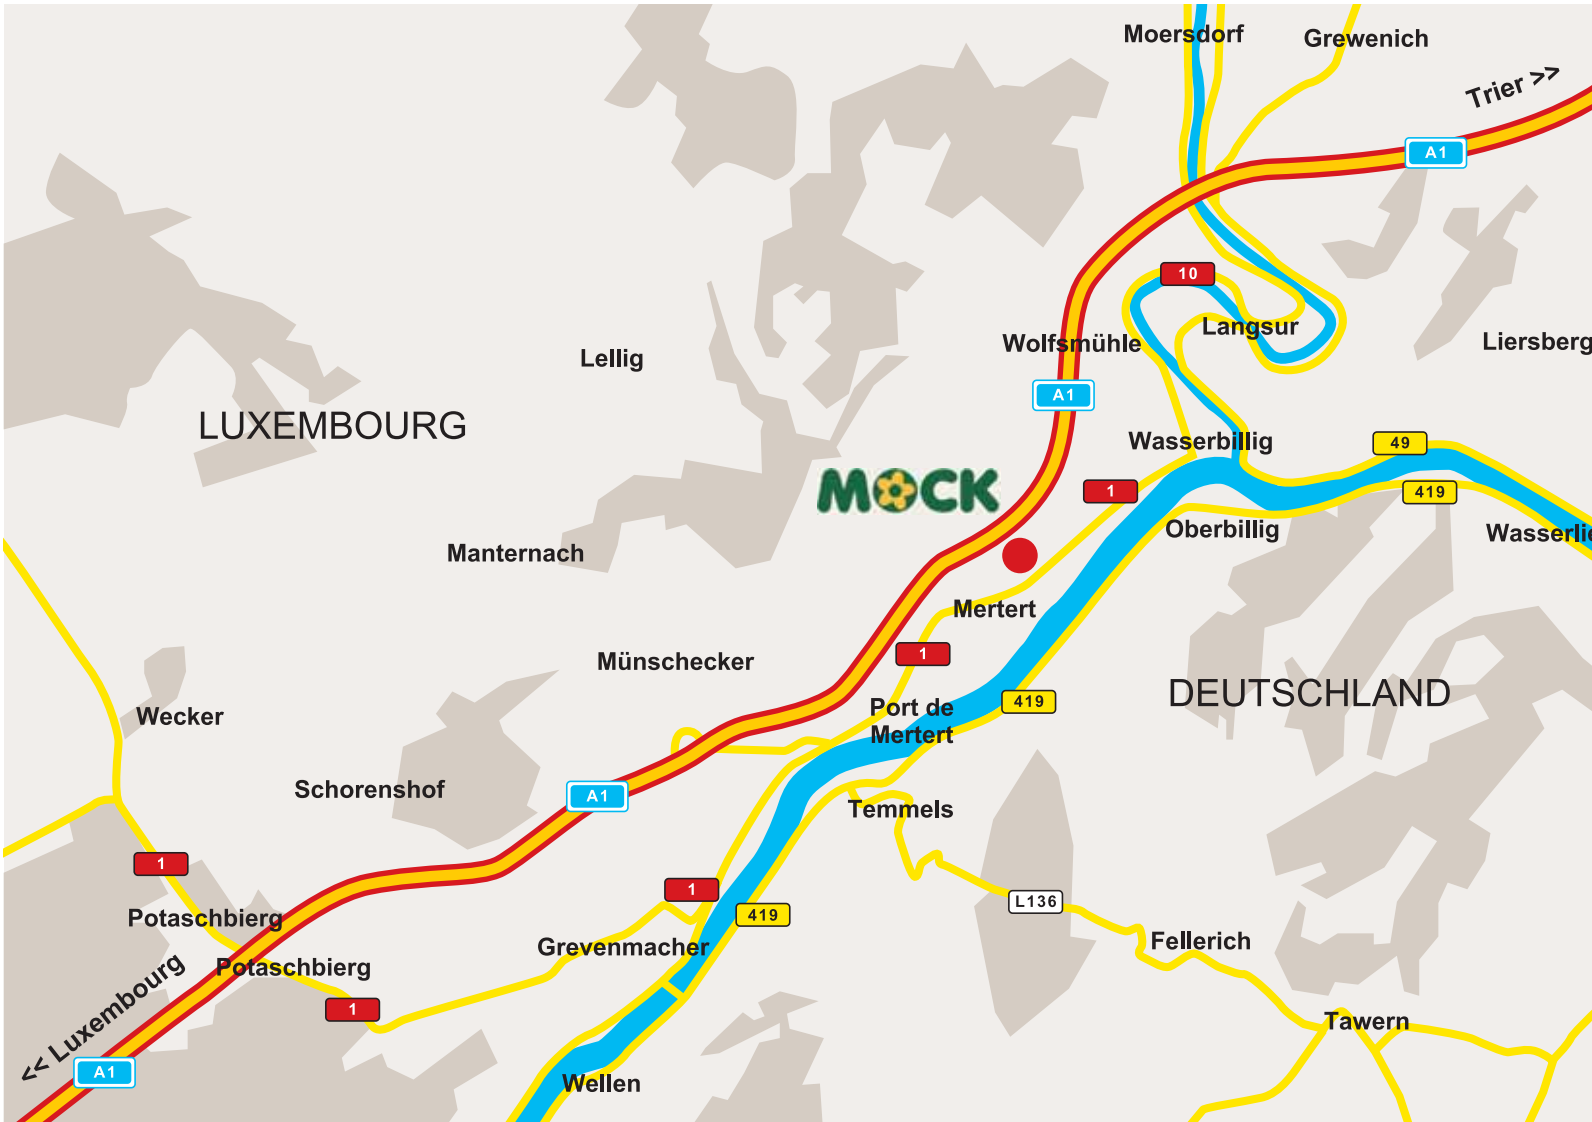 Moersdorf
Grewenich
Trier >>
A1
10
Langsur
Wolfsmühle
Liersberg
Lellig
A1
LUXEMBOURG
Wasserbillig
49
MOCK
1
419
Oberbillig
Wasserlie
Manternach
Mertert
1
Münschecker
DEUTSCHLAND
419
Port de
Mertert
Wecker
Schorenshof
A1
Temmels
1
1
L136
419
Potaschbierg
Grevenmacher
Fellerich
Potaschbierg
<< Luxembourg
1
Tawern
A1
Wellen